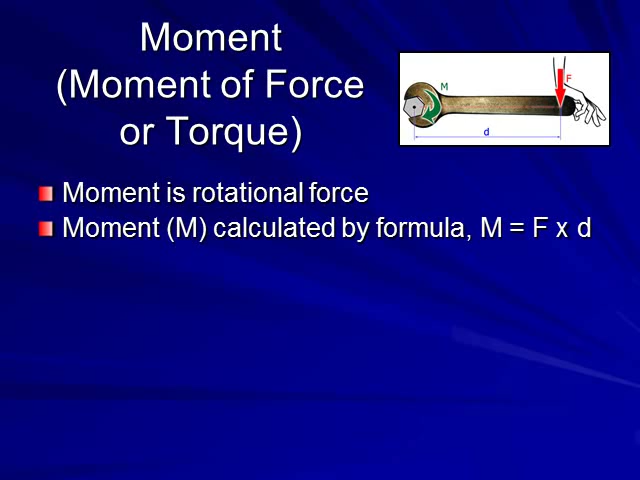 Moment
(Moment of Force
or Torque)
F
M
d
Moment is rotational force
Moment (M) calculated by formula, M = F x d